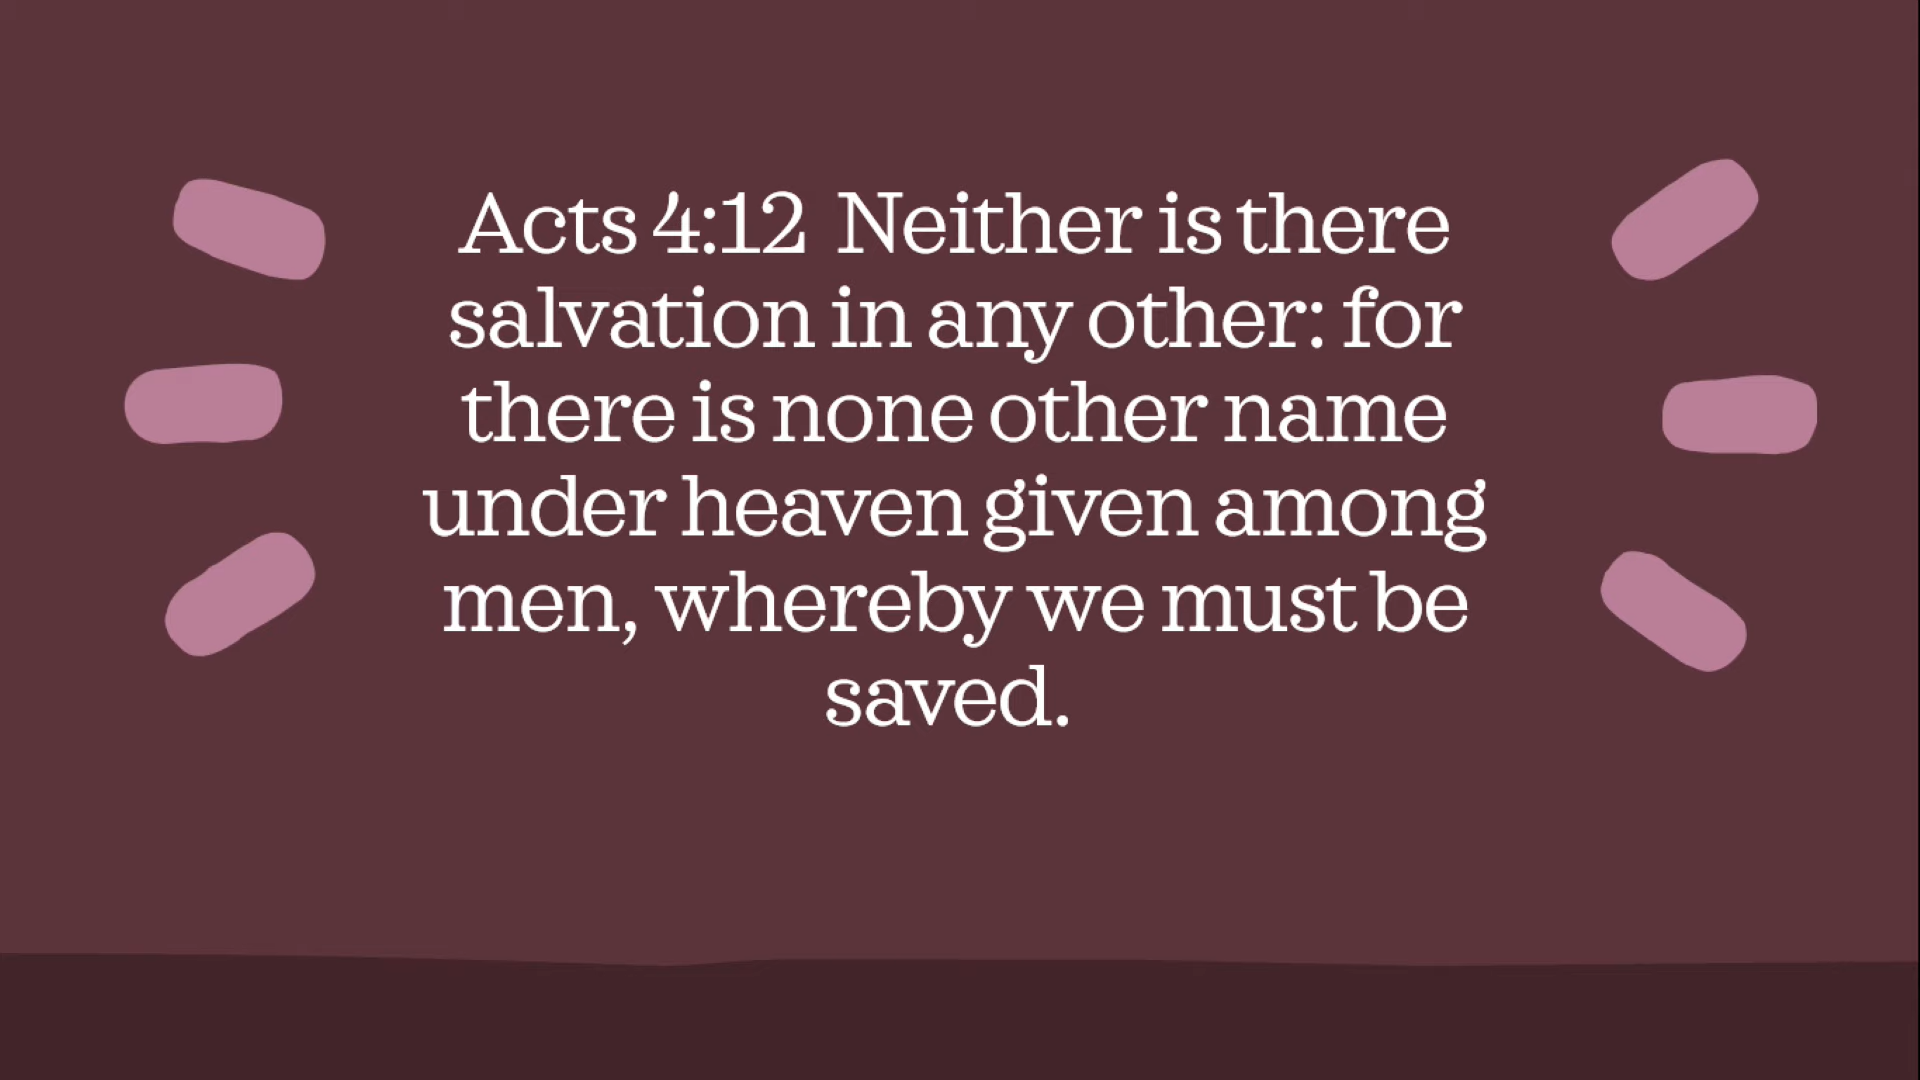 Acts 4:12  Neither is there
salvation in any other: for
there is none other name
under heaven given among
men, whereby we must be
saved.